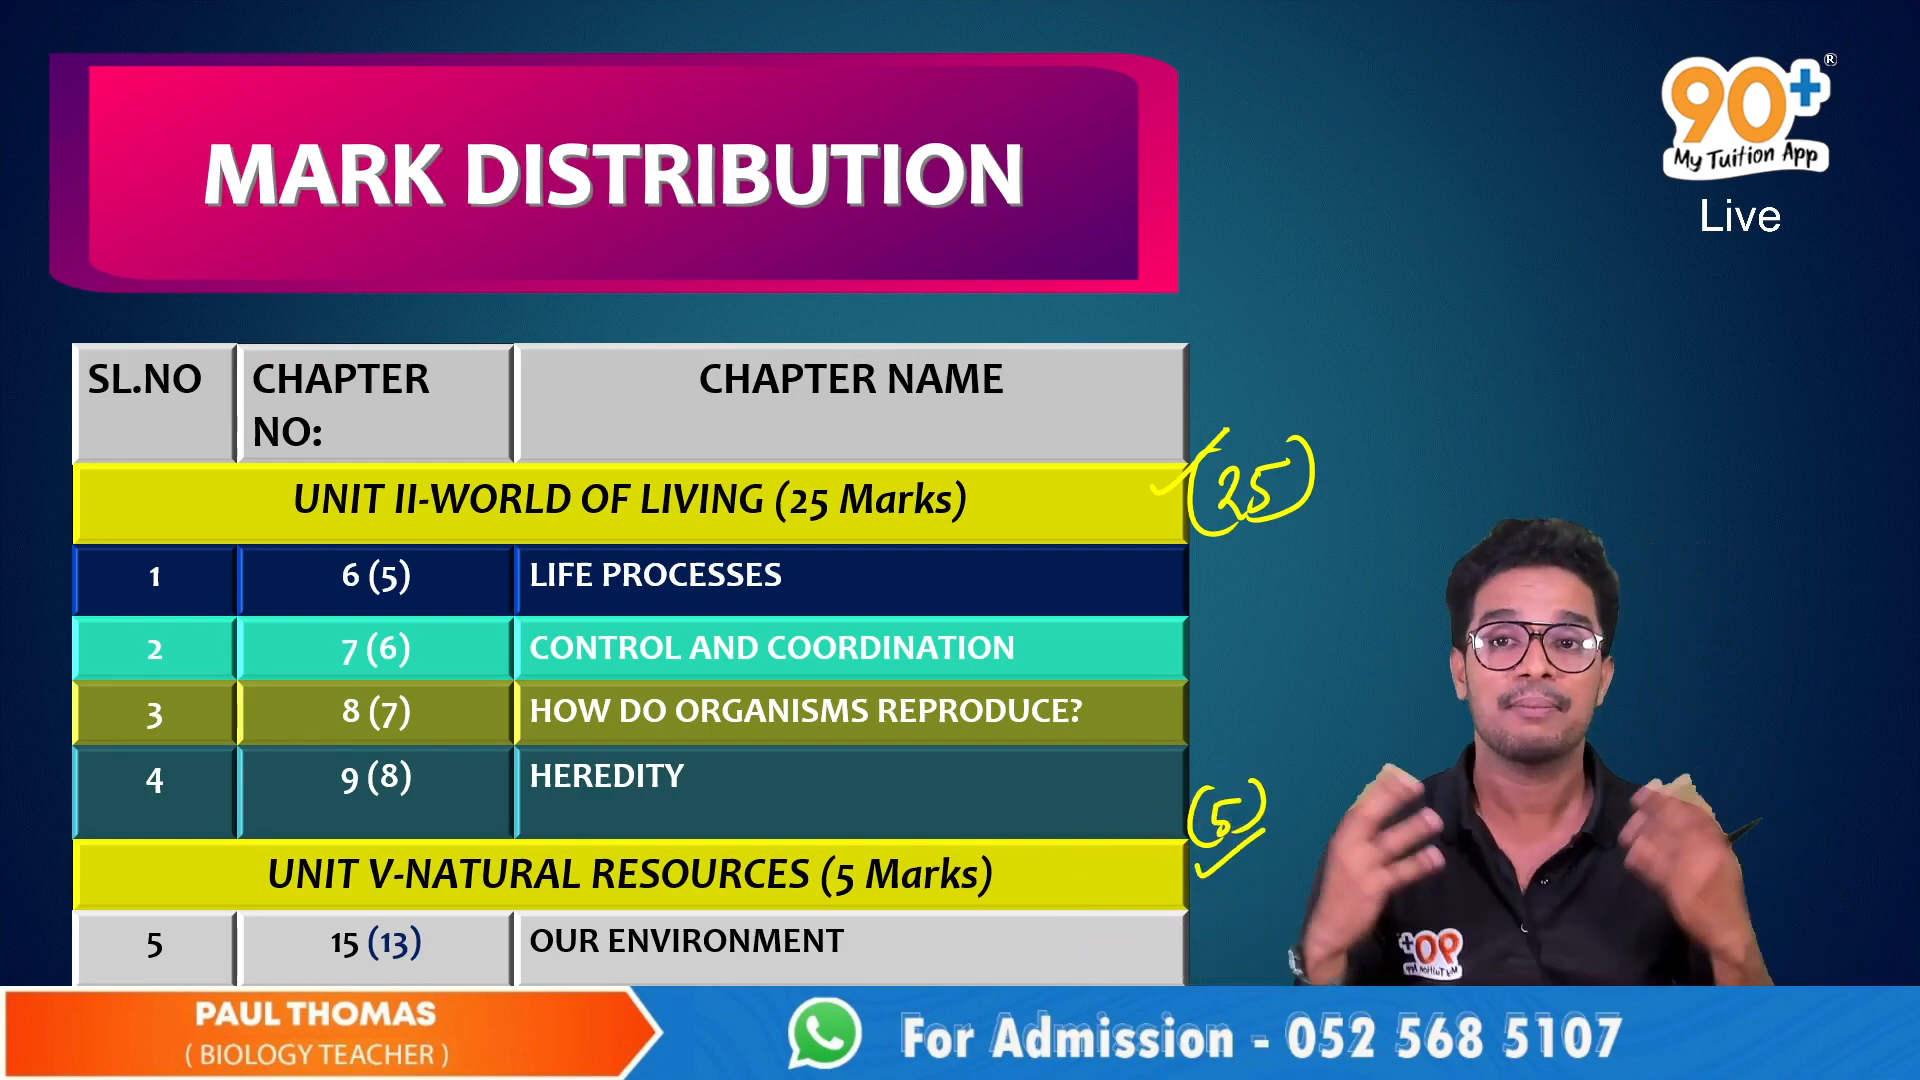 MARK DISTRIBUTION
90+®
My Tuition App
Live
SL.NO CHAPTER NO: CHAPTER NAME
UNIT II-WORLD OF LIVING (25 Marks) (25)
1 6 (5) LIFE PROCESSES
2 7 (6) CONTROL AND COORDINATION
3 8 (7) HOW DO ORGANISMS REPRODUCE?
4 9 (8) HEREDITY
(5)
UNIT V-NATURAL RESOURCES (5 Marks)
5 15 (13) OUR ENVIRONMENT
PAUL THOMAS
( BIOLOGY TEACHER )
For Admission - 052 568 5107